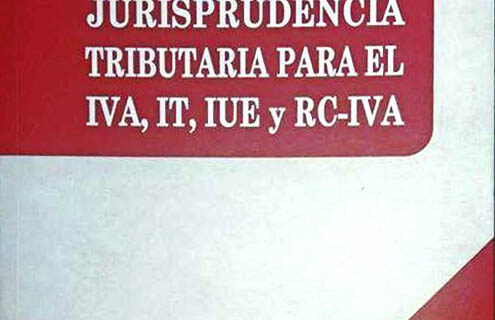 JURISPRUDENCIA
TRIBUTARIA PARA EL
IVA, IT, IUE y RC-IVA